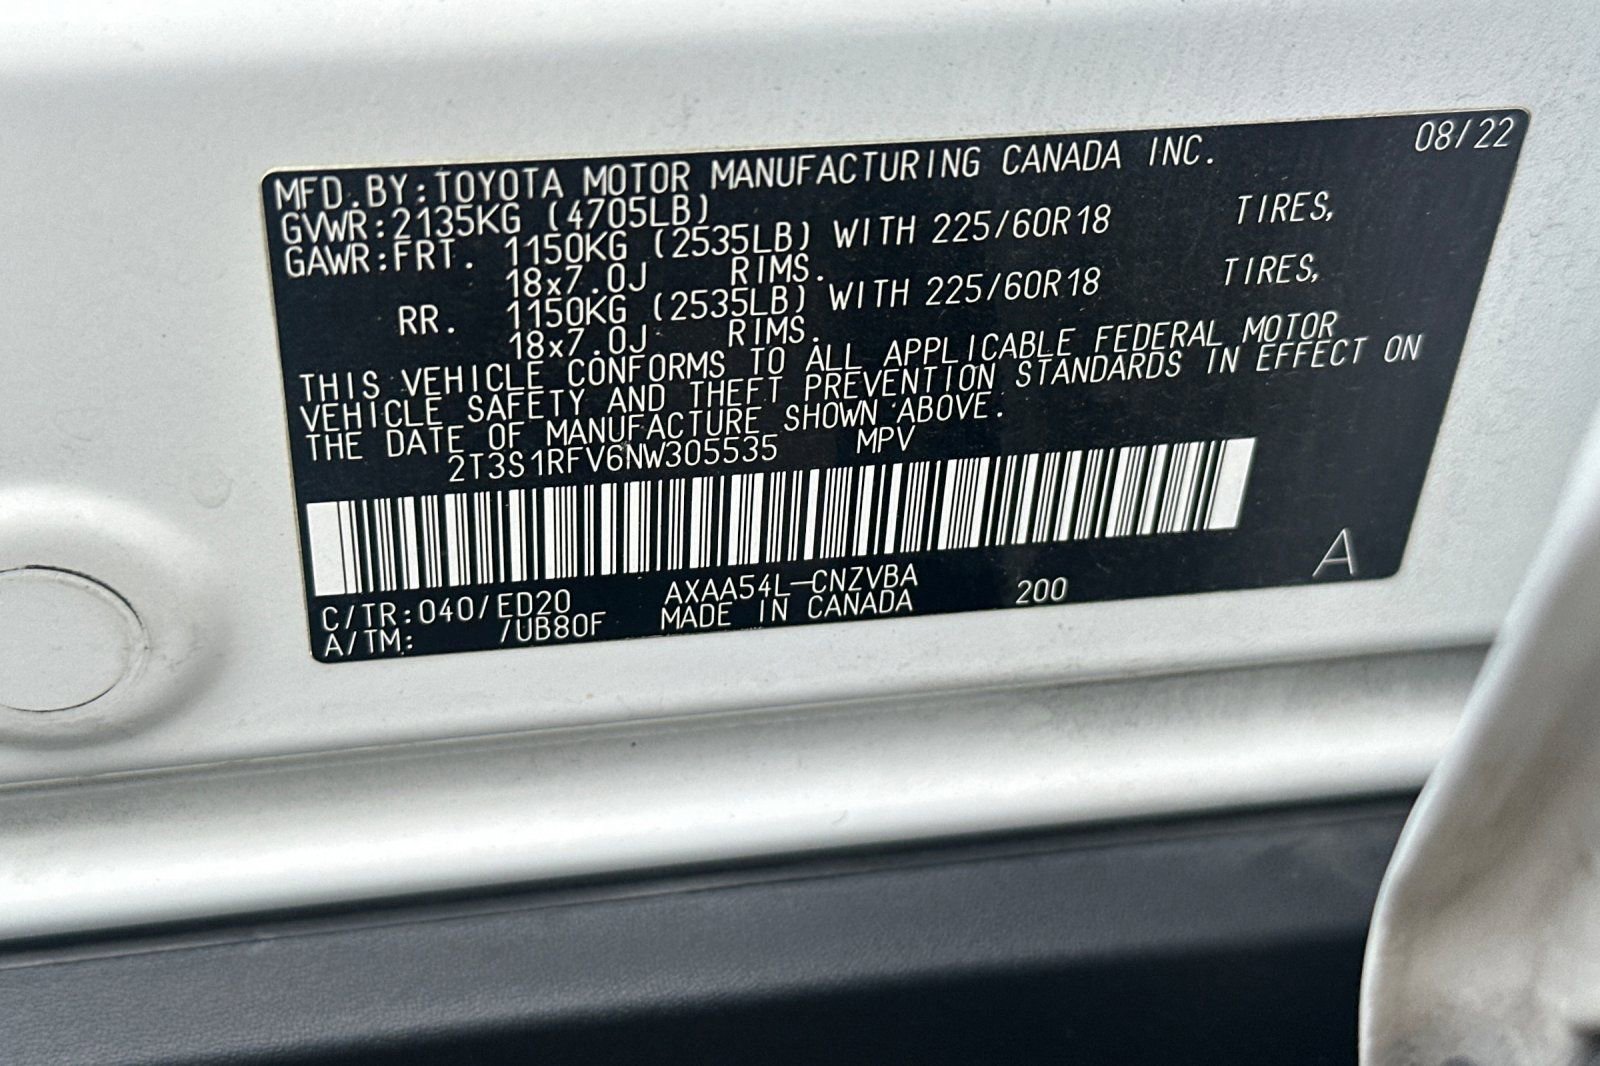 08/22
MFD.BY:TOYOTA MOTOR MANUFACTURING CANADA INC.
GVWR:2135KG (4705LB)
GAWR:FRT. 1150KG (2535LB) WITH 225/60R18 TIRES,
18x7.0J RIMS.
RR. 1150KG (2535LB) WITH 225/60R18 TIRES,
18x7.0J RIMS.
THIS VEHICLE CONFORMS TO ALL APPLICABLE FEDERAL MOTOR
VEHICLE SAFETY AND THEFT PREVENTION STANDARDS IN EFFECT ON
THE DATE OF MANUFACTURE SHOWN ABOVE.
2T3S1RFV6NW305535 MPV
C/TR:040/ED20 AXAA54L-CNZVBA 200 A
A/TM: /UB80F MADE IN CANADA